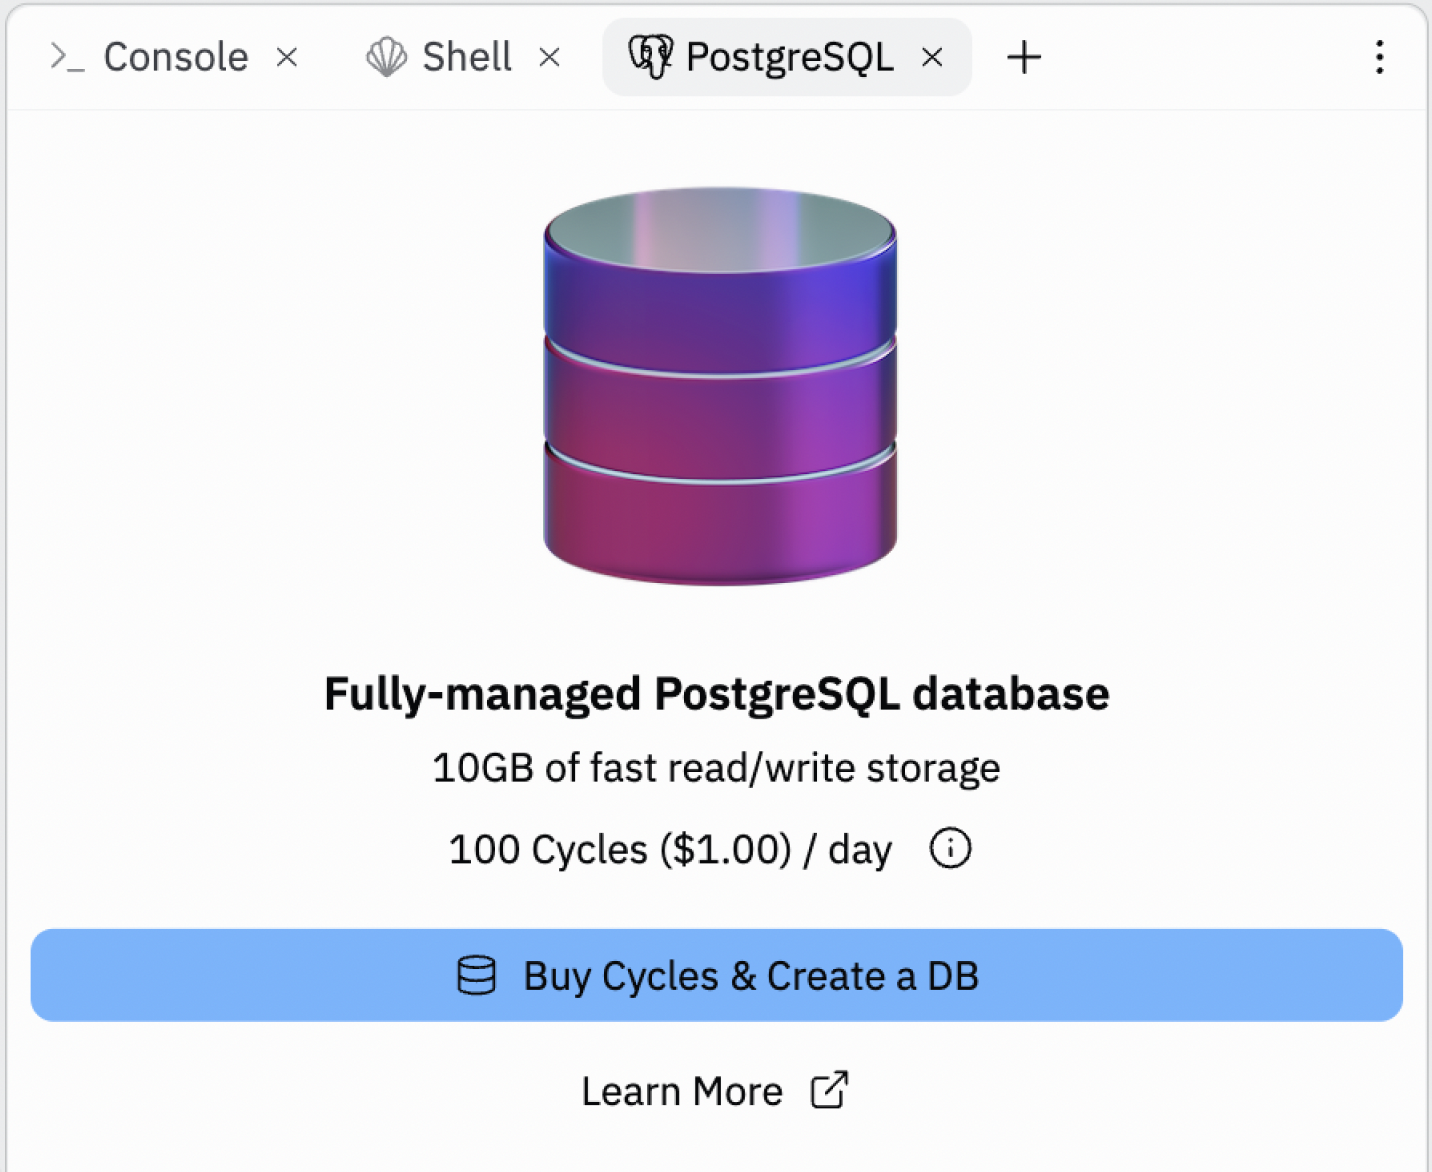 Console
Shell
PostgreSQL
Fully-managed PostgreSQL database
10GB of fast read/write storage
100 Cycles ($1.00) / day
Buy Cycles & Create a DB
Learn More